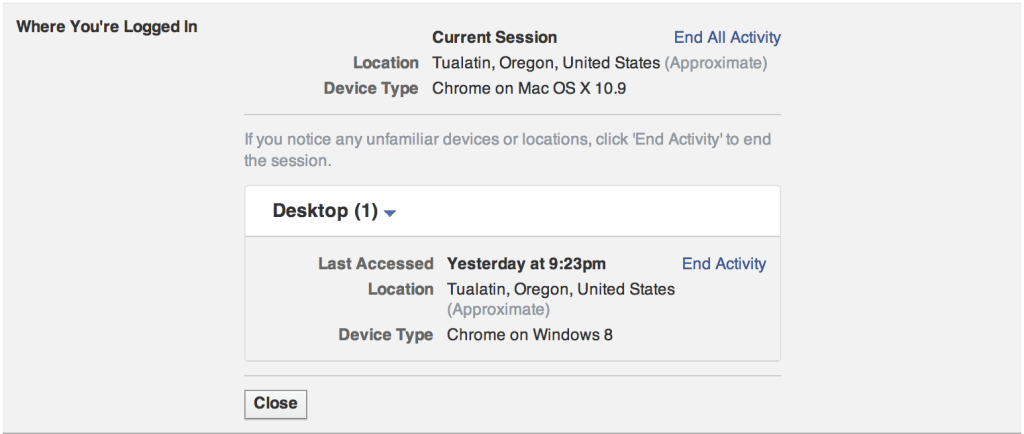 Where You're Logged In
Current Session End All Activity
Location Tualatin, Oregon, United States (Approximate)
Device Type Chrome on Mac OS X 10.9
If you notice any unfamiliar devices or locations, click 'End Activity' to end
the session.
Desktop (1)
Last Accessed Yesterday at 9:23pm End Activity
Location Tualatin, Oregon, United States
(Approximate)
Device Type Chrome on Windows 8
Close